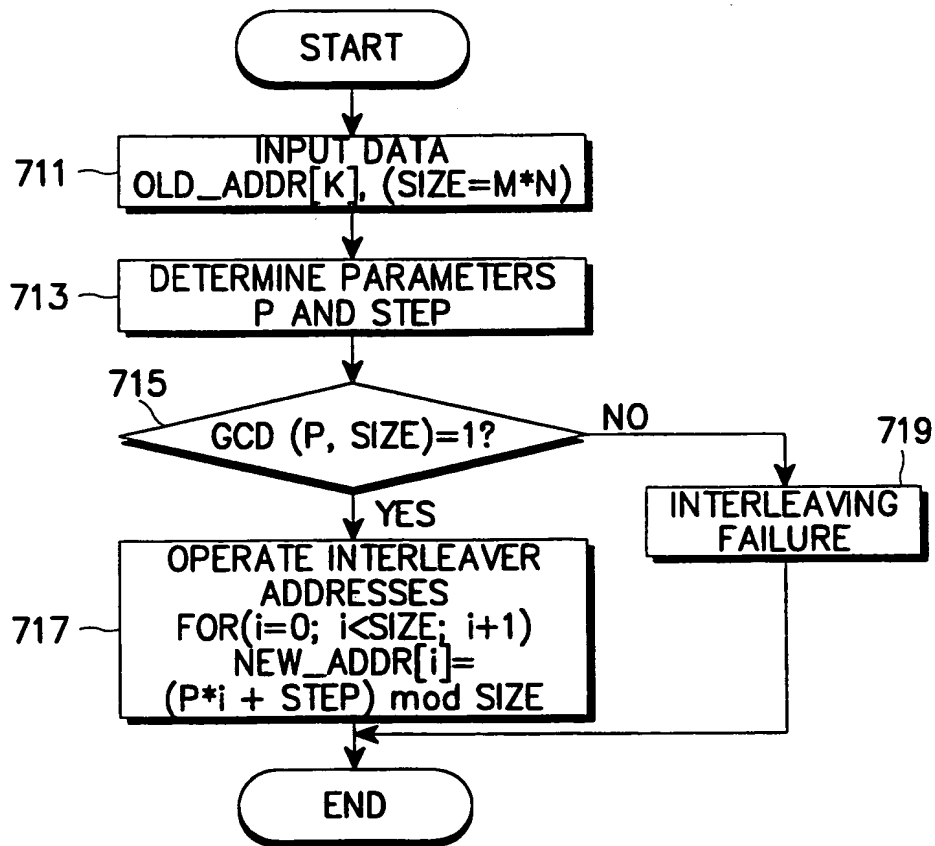 START
711
INPUT DATA
OLD_ADDR[K], (SIZE=M*N)
713
DETERMINE PARAMETERS
P AND STEP
715
GCD (P, SIZE)=1?
NO
719
INTERLEAVING
FAILURE
YES
717
OPERATE INTERLEAVER
ADDRESSES
FOR(i=0; i<SIZE; i+1)
NEW_ADDR[i]=
(P*i + STEP) mod SIZE
END